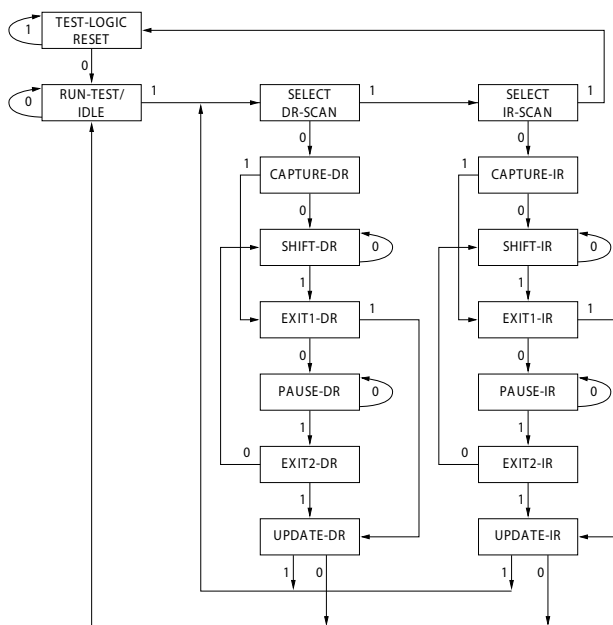 TEST-LOGIC
RESET
1
0
RUN-TEST/
IDLE
0
1
SELECT
DR-SCAN
1
SELECT
IR-SCAN
1
0
0
1
CAPTURE-DR
1
CAPTURE-IR
0
0
SHIFT-DR
0
SHIFT-IR
0
1
1
EXIT1-DR
1
EXIT1-IR
1
0
0
PAUSE-DR
0
PAUSE-IR
0
1
1
0
EXIT2-DR
0
EXIT2-IR
1
1
UPDATE-DR
UPDATE-IR
1
0
1
0